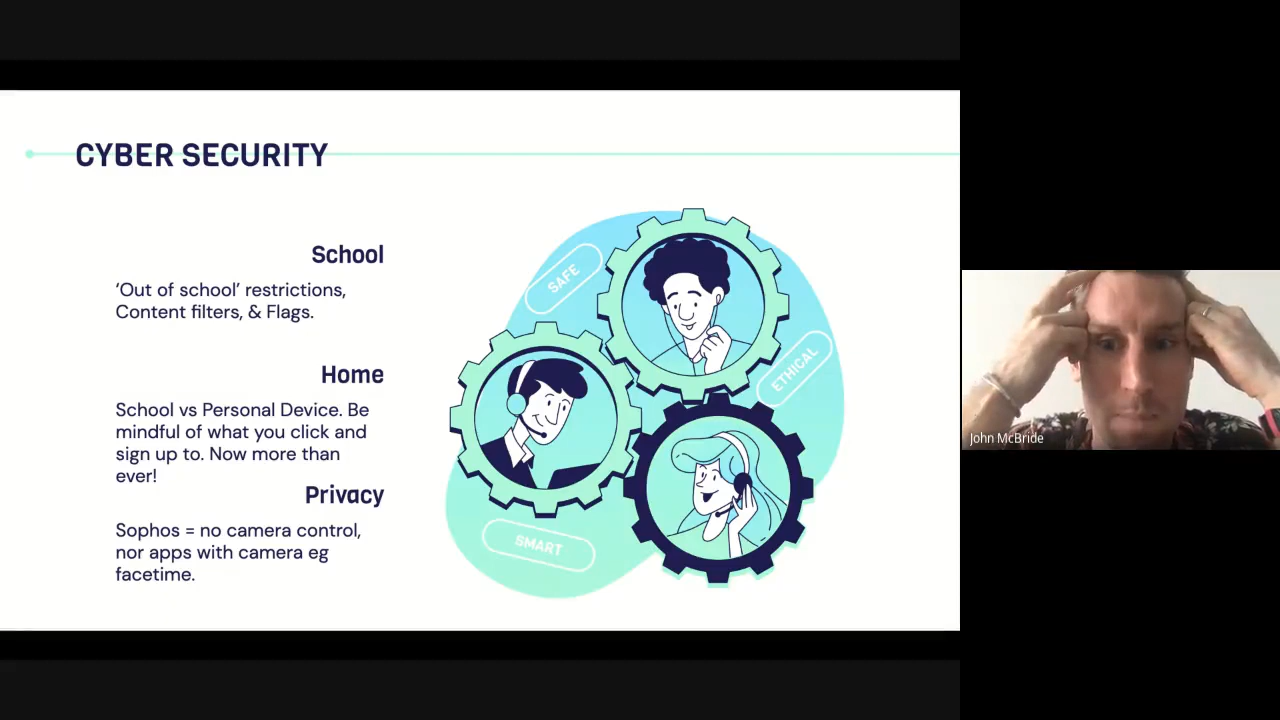 CYBER SECURITY
School
‘Out of school’ restrictions,
Content filters, & Flags.
Home
School vs Personal Device. Be
mindful of what you click and
sign up to. Now more than
ever!
Privacy
Sophos = no camera control,
nor apps with camera eg
facetime.
SAFE
ETHICAL
SMART
John McBride